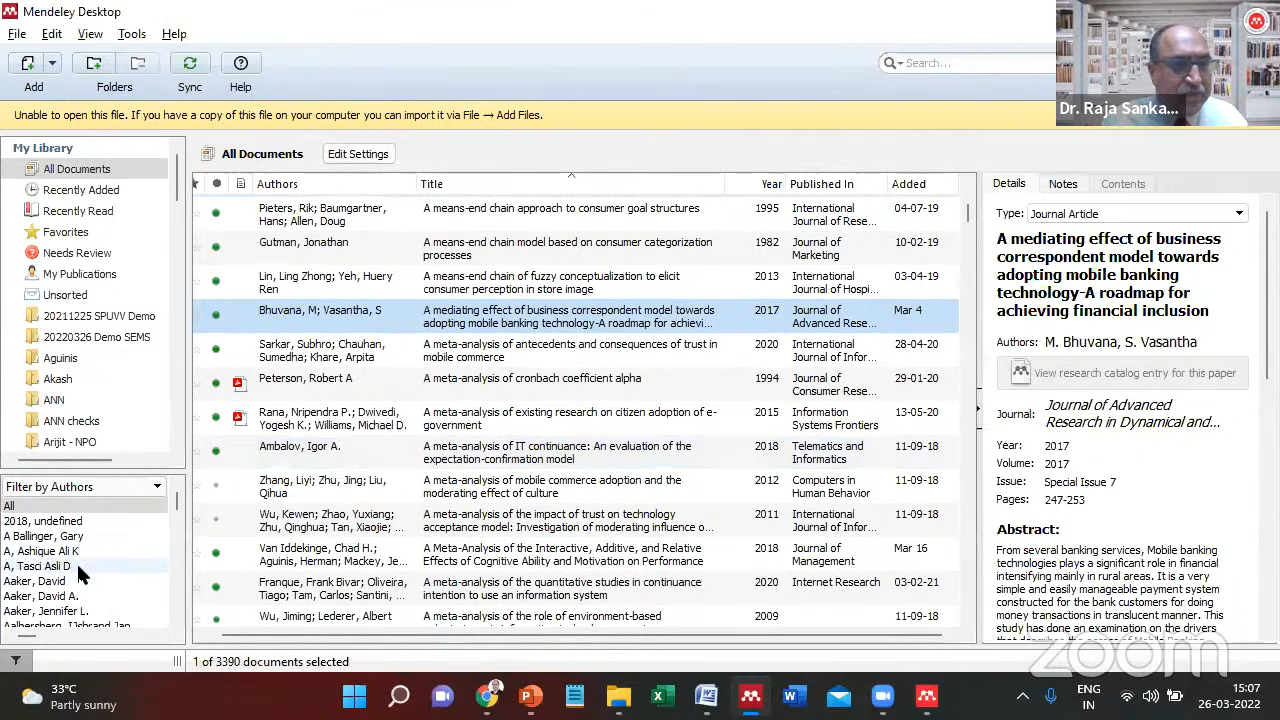 Mendeley Desktop
File Edit View Tools Help
Search...
Add Folders Sync Help
Dr. Raja Sanka...
Unable to open this file. If you have a copy of this file on your computer you can import via File → Add Files.
My Library
All Documents
Recently Added
Recently Read
Favorites
Needs Review
My Publications
Unsorted
20211225 SPUVV Demo
20220326 Demo SEMS
Aguinis
Akash
ANN
ANN checks
Arijit - NPO
Filter by Authors
All
2018, undefined
A Ballinger, Gary
A, Ashique Ali K
A, Tasci Asli D
Aaker, David
Aaker, David A.
Aaker, Jennifer L.
Aalbersberg, IJsbrand Jan
All Documents Edit Settings
Authors Title Year Published In Added
Pieters, Rik; Baumgartner, A means-end chain approach to consumer goal structures 1995 International 04-07-19
Hans; Allen, Doug Journal of Rese...
Gutman, Jonathan A means-end chain model based on consumer categorization 1982 Journal of 10-02-19
processes Marketing
Lin, Ling Zhong; Yeh, Huery A means-end chain of fuzzy conceptualization to elicit 2013 International 03-04-19
Ren consumer perception in store image Journal of Hospi...
Bhuvana, M; Vasantha, S A mediating effect of business correspondent model towards 2017 Journal of Mar 4
adopting mobile banking technology-A roadmap for achievi... Advanced Rese...
Sarkar, Subhro; Chauhan, A meta-analysis of antecedents and consequences of trust in 2020 International 28-04-20
Sumedha; Khare, Arpita mobile commerce Journal of Infor...
Peterson, Robert A A meta-analysis of cronbach coefficient alpha 1994 Journal of 29-01-20
Consumer Res...
Rana, Nripendra P.; Dwivedi, A meta-analysis of existing research on citizen adoption of e- 2015 Information 13-05-20
Yogesh K.; Williams, Michael D. government Systems Frontiers
Ambalov, Igor A. A meta-analysis of IT continuance: An evaluation of the 2018 Telematics and 11-09-18
expectation-confirmation model Informatics
Zhang, Liyi; Zhu, Jing; Liu, A meta-analysis of mobile commerce adoption and the 2012 Computers in 11-09-18
Qihua moderating effect of culture Human Behavior
Wu, Kewen; Zhao, Yuxiang; A meta-analysis of the impact of trust on technology 2011 International 11-09-18
Zhu, Qinghua; Tan, Xiaojie; ... acceptance model: Investigation of moderating influence o... Journal of Infor...
Van Iddekinge, Chad H.; A Meta-Analysis of the Interactive, Additive, and Relative 2018 Journal of Mar 16
Aguinis, Herman; Mackey, Je... Effects of Cognitive Ability and Motivation on Performance Management
Franque, Frank Bivar; Oliveira, A meta-analysis of the quantitative studies in continuance 2020 Internet Research 03-02-21
Tiago; Tam, Carlos; Santini, ... intention to use an information system
Wu, Jiming; Lederer, Albert A meta-analysis of the role of environment-based 2009 11-09-18
Details Notes Contents
Type: Journal Article
A mediating effect of business
correspondent model towards
adopting mobile banking
technology-A roadmap for
achieving financial inclusion
Authors: M. Bhuvana, S. Vasantha
View research catalog entry for this paper
Journal: Journal of Advanced
Research in Dynamical and...
Year: 2017
Volume: 2017
Issue: Special Issue 7
Pages: 247-253
Abstract:
From several banking services, Mobile banking
technologies plays a significant role in financial
intensifying mainly in rural areas. It is a very
simple and easily manageable payment system
constructed for the bank customers for doing
money transactions in translucent manner. This
study has done an examination on the drivers
zoom
1 of 3390 documents selected
33°C
Partly sunny
ENG
IN
15:07
26-03-2022